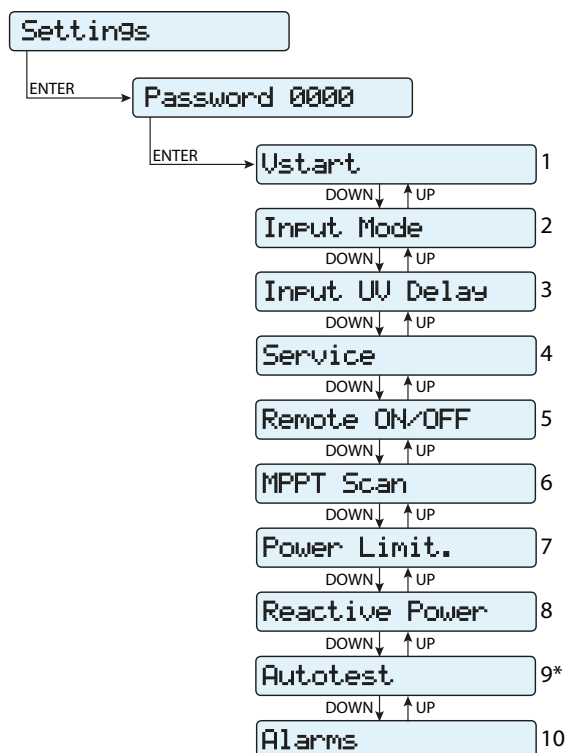 Settings
ENTER
Password 0000
ENTER
Vstart 1
DOWN UP
Input Mode 2
DOWN UP
Input UV Delay 3
DOWN UP
Service 4
DOWN UP
Remote ON/OFF 5
DOWN UP
MPPT Scan 6
DOWN UP
Power Limit. 7
DOWN UP
Reactive Power 8
DOWN UP
Autotest 9*
DOWN UP
Alarms 10